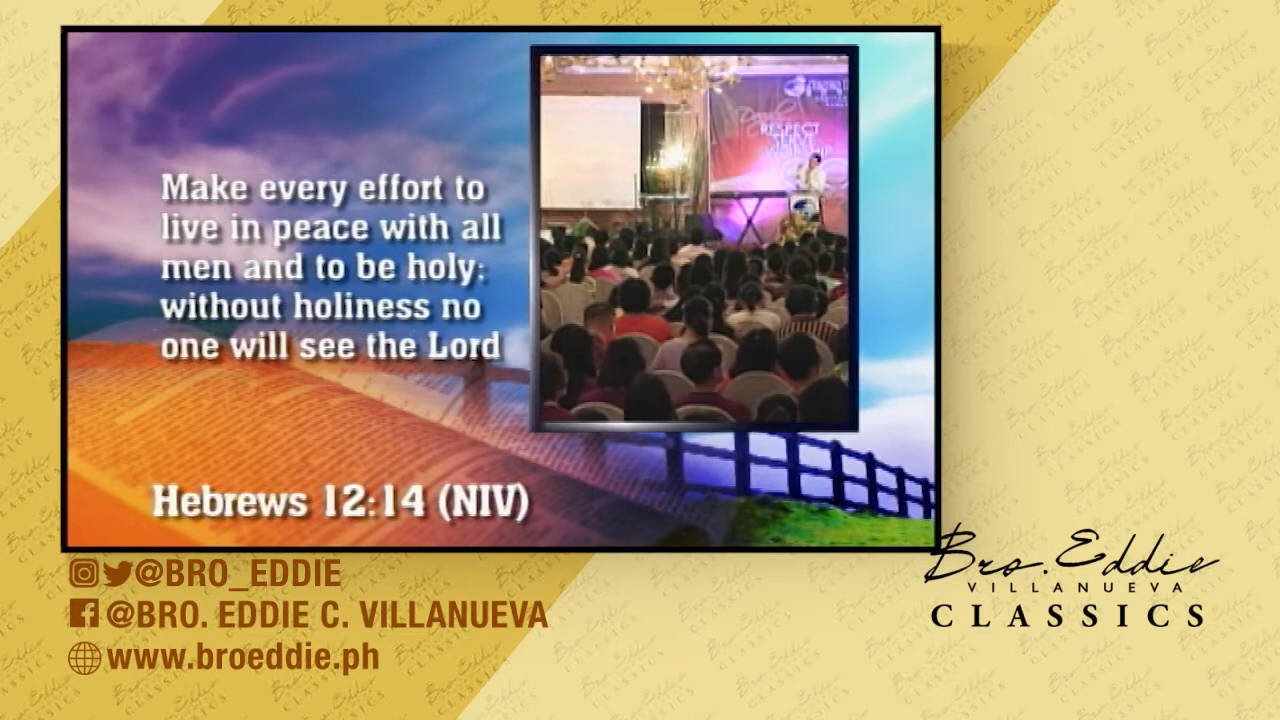 Make every effort to
live in peace with all
men and to be holy;
without holiness no
one will see the Lord
Hebrews 12:14 (NIV)
RESPECT
SERVE
WORSHIP
@BRO_EDDIE
@BRO. EDDIE C. VILLANUEVA
www.broeddie.ph
Bro. Eddie
VILLANUEVA
CLASSICS